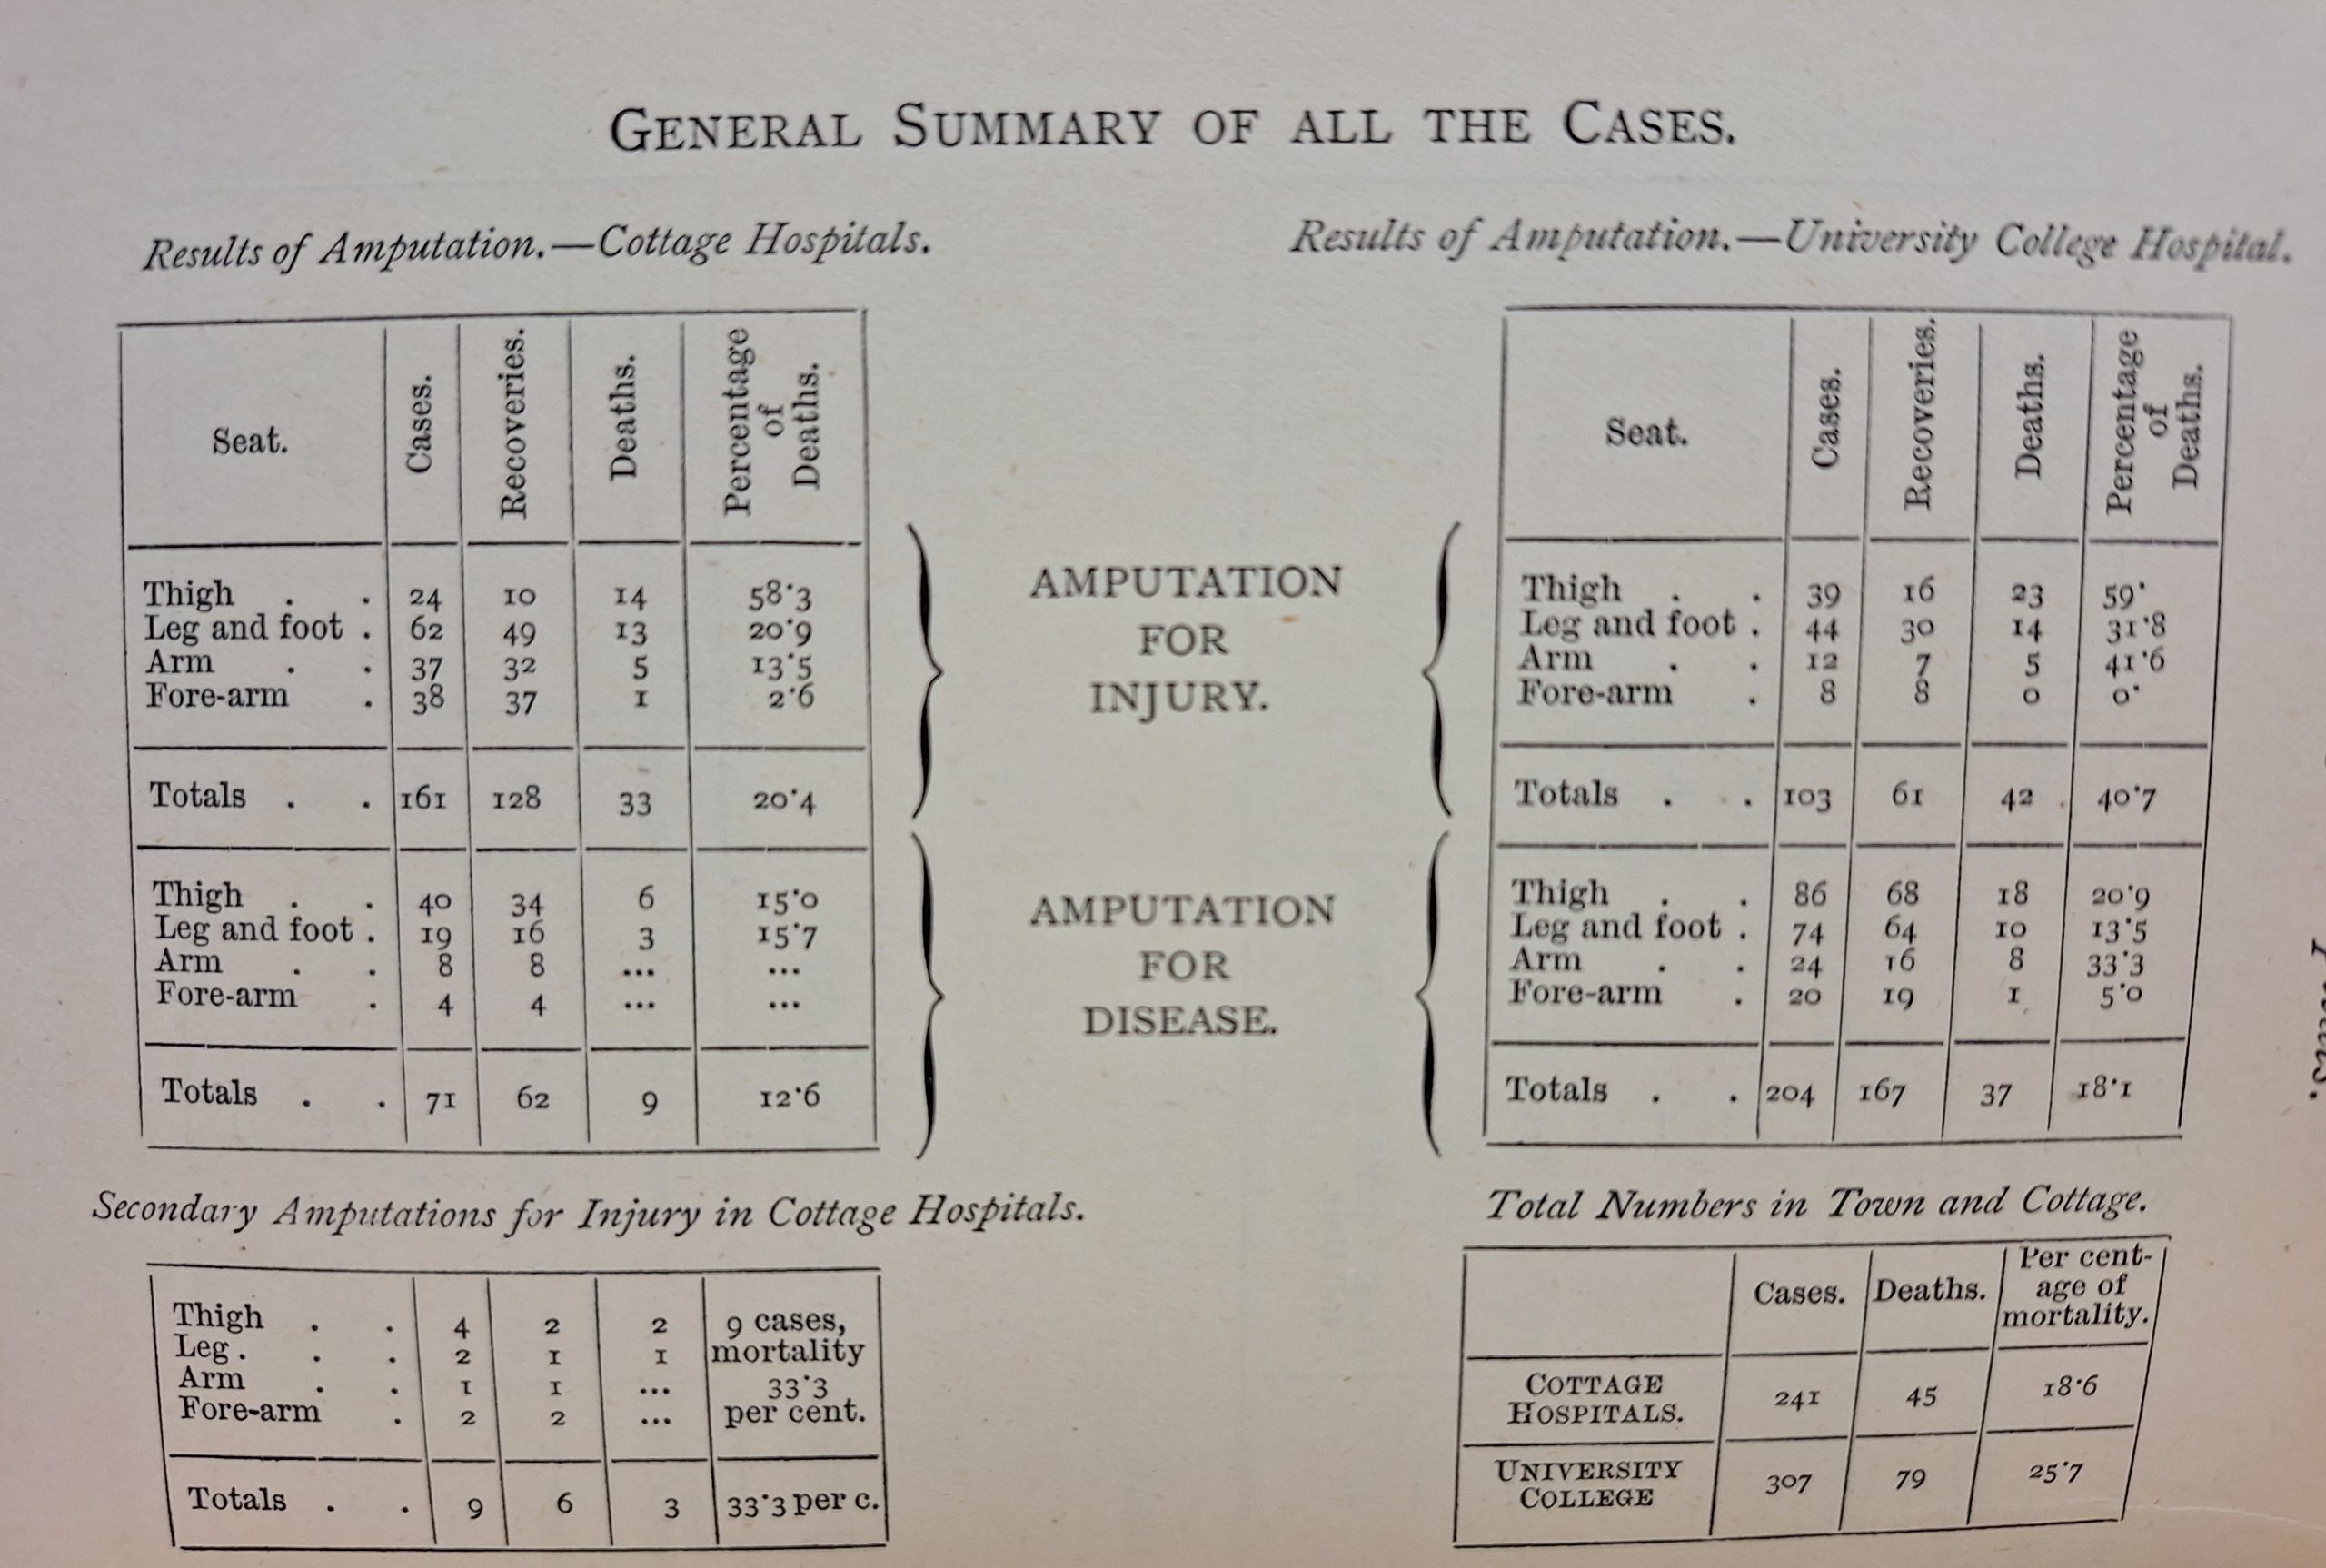 GENERAL SUMMARY OF ALL THE CASES.
Results of Amputation.—Cottage Hospitals.
Seat. Cases. Recoveries. Deaths. Percentage of Deaths.
Thigh . . 24 10 14 58·3
Leg and foot . 62 49 13 20·9
Arm . . 37 32 5 13·5
Fore-arm . 38 37 1 2·6
Totals . . 161 128 33 20·4
Thigh . . 40 34 6 15·0
Leg and foot . 19 16 3 15·7
Arm . . 8 8 ... ...
Fore-arm . 4 4 ... ...
Totals . . 71 62 9 12·6
AMPUTATION
FOR
INJURY.
AMPUTATION
FOR
DISEASE.
Results of Amputation.—University College Hospital.
Seat. Cases. Recoveries. Deaths. Percentage of Deaths.
Thigh . . 39 16 23 59·
Leg and foot . 44 30 14 31·8
Arm . . 12 7 5 41·6
Fore-arm . 8 8 0 0·
Totals . . 103 61 42 40·7
Thigh . . 86 68 18 20·9
Leg and foot . 74 64 10 13·5
Arm . . 24 16 8 33·3
Fore-arm . 20 19 1 5·0
Totals . . 204 167 37 18·1
Secondary Amputations for Injury in Cottage Hospitals.
Thigh . . 4 2 2 9 cases,
Leg . . . 2 1 1 mortality
Arm . . 1 1 ... 33·3
Fore-arm . 2 2 ... per cent.
Totals . . 9 6 3 33·3 per c.
Total Numbers in Town and Cottage.
Cases. Deaths. Per cent-
age of
mortality.
COTTAGE
HOSPITALS. 241 45 18·6
UNIVERSITY
COLLEGE 307 79 25·7